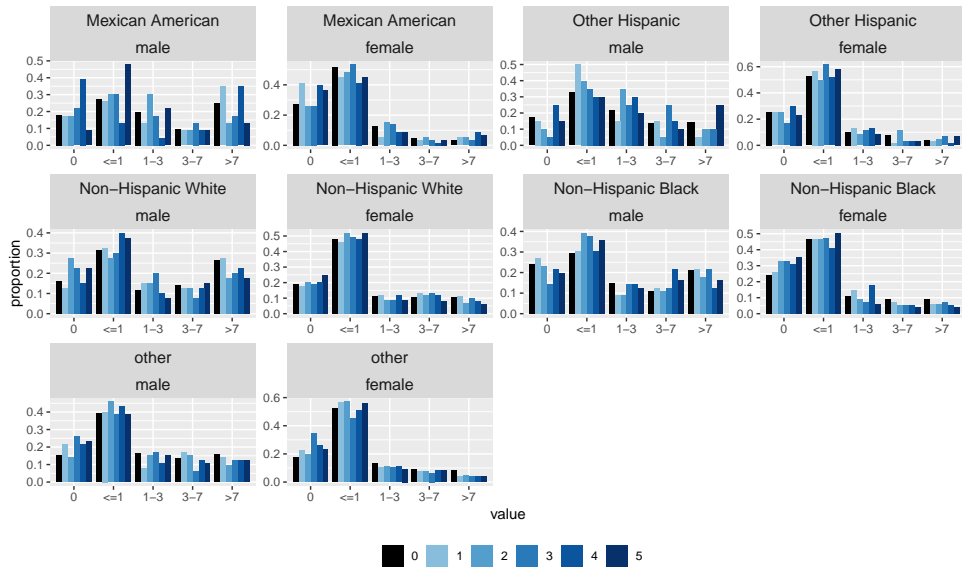 Mexican American
male
Mexican American
female
Other Hispanic
male
Other Hispanic
female
0.5
0.4
0.3
0.2
0.1
0.0
0 <=1 1−3 3−7 >7
0.4
0.2
0.0
0 <=1 1−3 3−7 >7
0.5
0.4
0.3
0.2
0.1
0.0
0 <=1 1−3 3−7 >7
0.6
0.4
0.2
0.0
0 <=1 1−3 3−7 >7
Non−Hispanic White
male
Non−Hispanic White
female
Non−Hispanic Black
male
Non−Hispanic Black
female
proportion
0.4
0.3
0.2
0.1
0.0
0 <=1 1−3 3−7 >7
0.5
0.4
0.3
0.2
0.1
0.0
0 <=1 1−3 3−7 >7
0.4
0.3
0.2
0.1
0.0
0 <=1 1−3 3−7 >7
0.5
0.4
0.3
0.2
0.1
0.0
0 <=1 1−3 3−7 >7
other
male
other
female
0.4
0.3
0.2
0.1
0.0
0 <=1 1−3 3−7 >7
0.6
0.4
0.2
0.0
0 <=1 1−3 3−7 >7
value
0 1 2 3 4 5